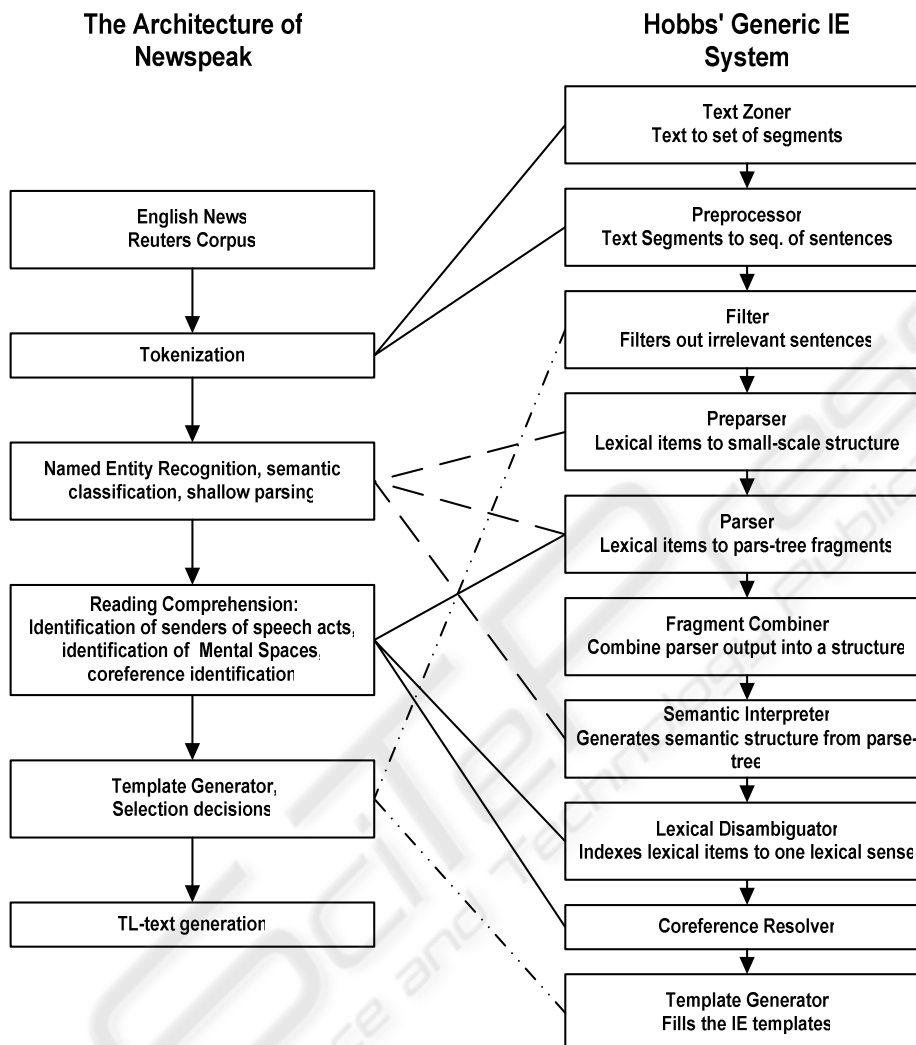 The Architecture of
Newspeak
English News
Reuters Corpus
Tokenization
Named Entity Recognition, semantic
classification, shallow parsing
Reading Comprehension:
Identification of senders of speech acts,
identification of Mental Spaces,
coreference identification
Template Generator,
Selection decisions
TL-text generation
Hobbs' Generic IE
System
Text Zoner
Text to set of segments
Preprocessor
Text Segments to seq. of sentences
Filter
Filters out irrelevant sentences
Preparser
Lexical items to small-scale structure
Parser
Lexical items to pars-tree fragments
Fragment Combiner
Combine parser output into a structure
Semantic Interpreter
Generates semantic structure from parse-
tree
Lexical Disambiguator
Indexes lexical items to one lexical sense
Coreference Resolver
Template Generator
Fills the IE templates
SciTePress
ce and Technology Public